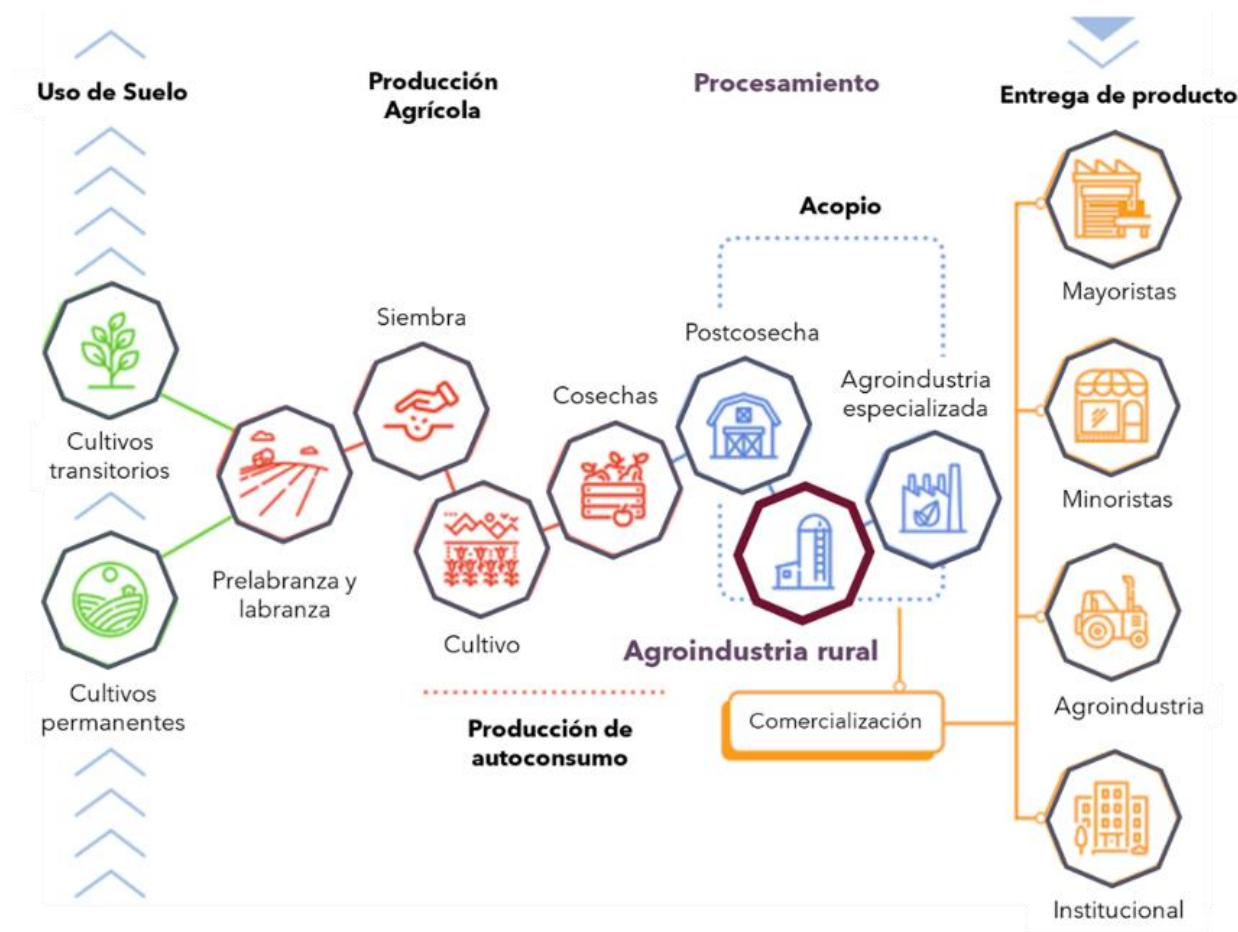 Uso de Suelo
Producción
Agrícola
Procesamiento
Entrega de producto
Acopio
Mayoristas
Siembra
Postcosecha
Cosechas
Agroindustria
especializada
Cultivos
transitorios
Minoristas
Prelabranza y
labranza
Cultivo
Agroindustria rural
Cultivos
permanentes
Comercialización
Agroindustria
Producción de
autoconsumo
Institucional